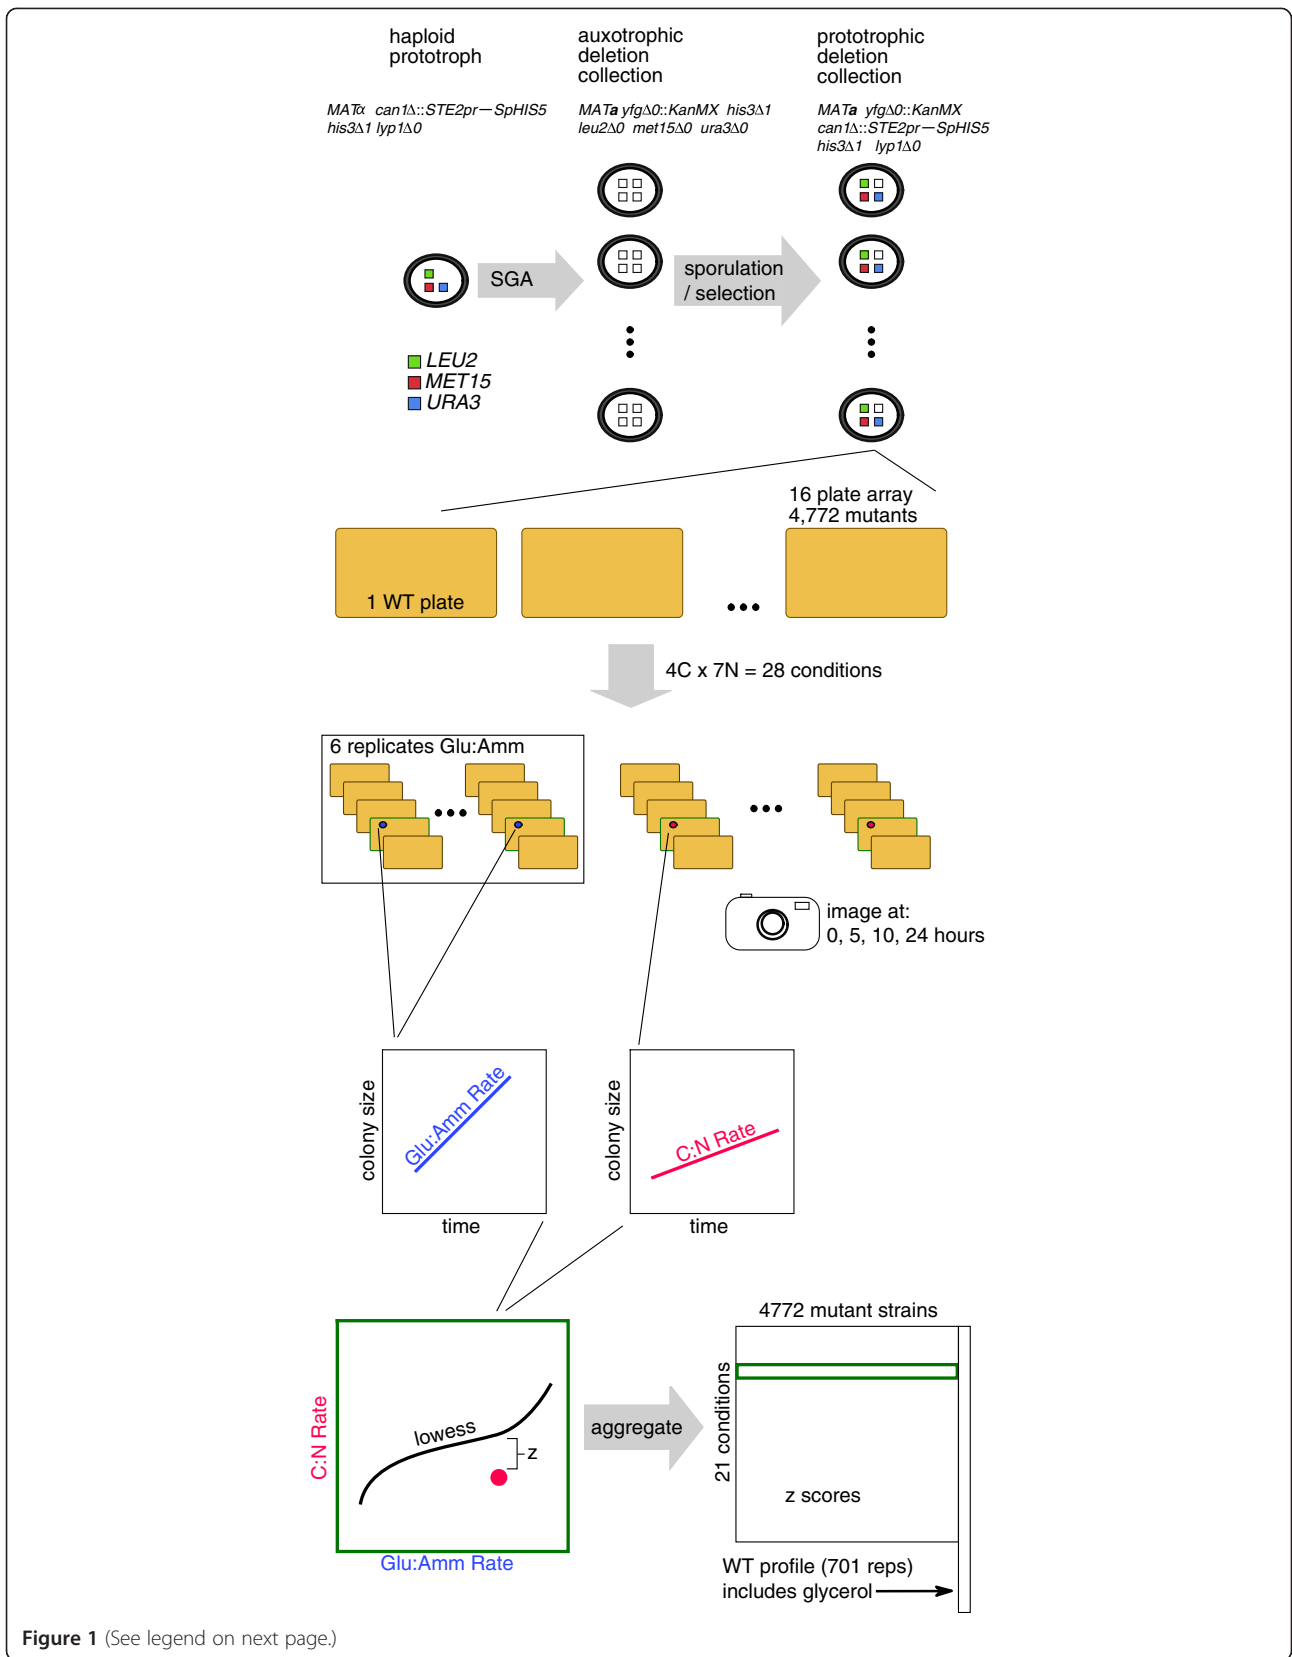 haploid
prototroph
auxotrophic
deletion
collection
prototrophic
deletion
collection
MATα can1Δ::STE2pr—SpHIS5
his3Δ1 lyp1Δ0
MATa yfgΔ0::KanMX his3Δ1
leu2Δ0 met15Δ0 ura3Δ0
MATa yfgΔ0::KanMX
can1Δ::STE2pr—SpHIS5
his3Δ1 lyp1Δ0
SGA
sporulation
/ selection
LEU2
MET15
URA3
16 plate array
4,772 mutants
1 WT plate
4C x 7N = 28 conditions
6 replicates Glu:Amm
image at:
0, 5, 10, 24 hours
colony size
Glu:Amm Rate
time
colony size
C:N Rate
time
C:N Rate
lowess
z
Glu:Amm Rate
aggregate
4772 mutant strains
21 conditions
z scores
WT profile (701 reps)
includes glycerol
Figure 1 (See legend on next page.)